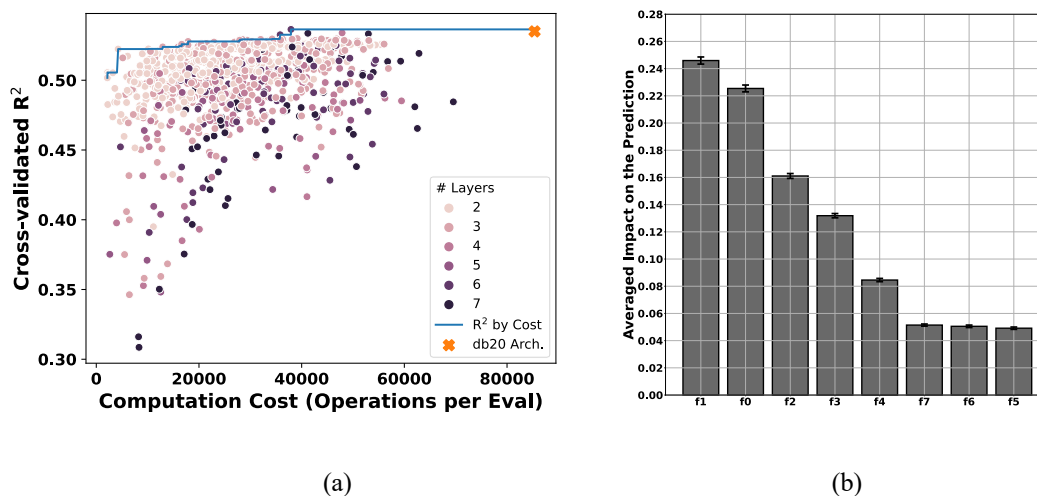 0.50
0.45
0.40
0.35
0.30
Cross-validated R²
# Layers
2
3
4
5
6
7
R² by Cost
db20 Arch.
0 20000 40000 60000 80000
Computation Cost (Operations per Eval)
(a)
0.28
0.26
0.24
0.22
0.20
0.18
0.16
0.14
0.12
0.10
0.08
0.06
0.04
0.02
0.00
Averaged Impact on the Prediction
f1 f0 f2 f3 f4 f7 f6 f5
(b)